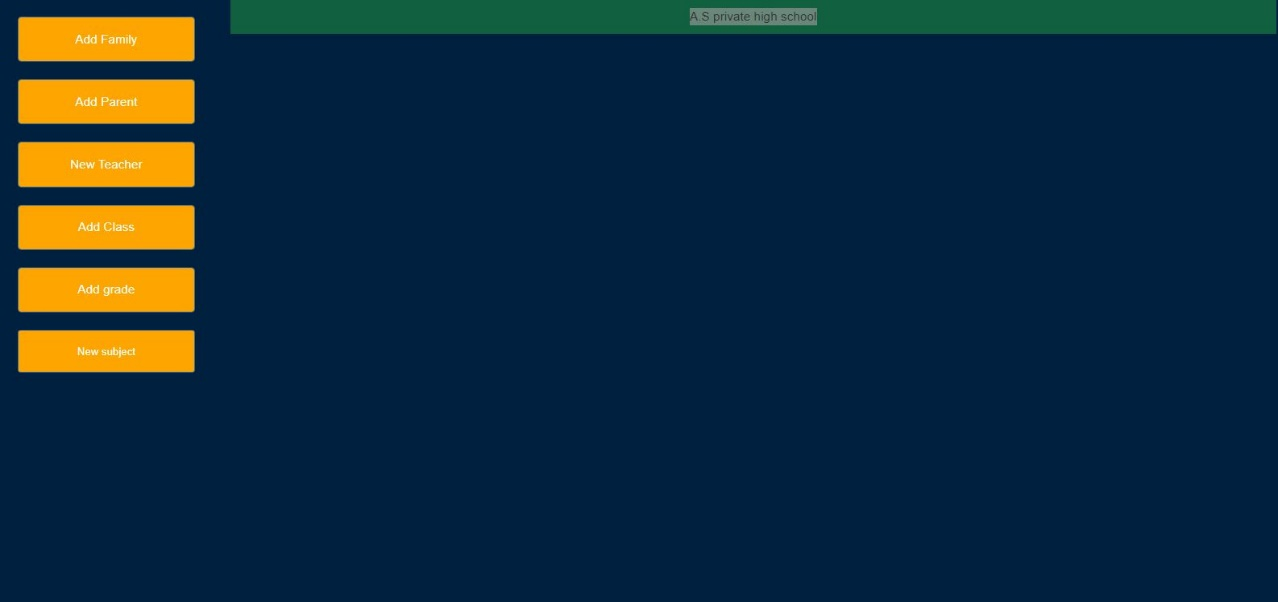 A.S private high school
Add Family
Add Parent
New Teacher
Add Class
Add grade
New subject